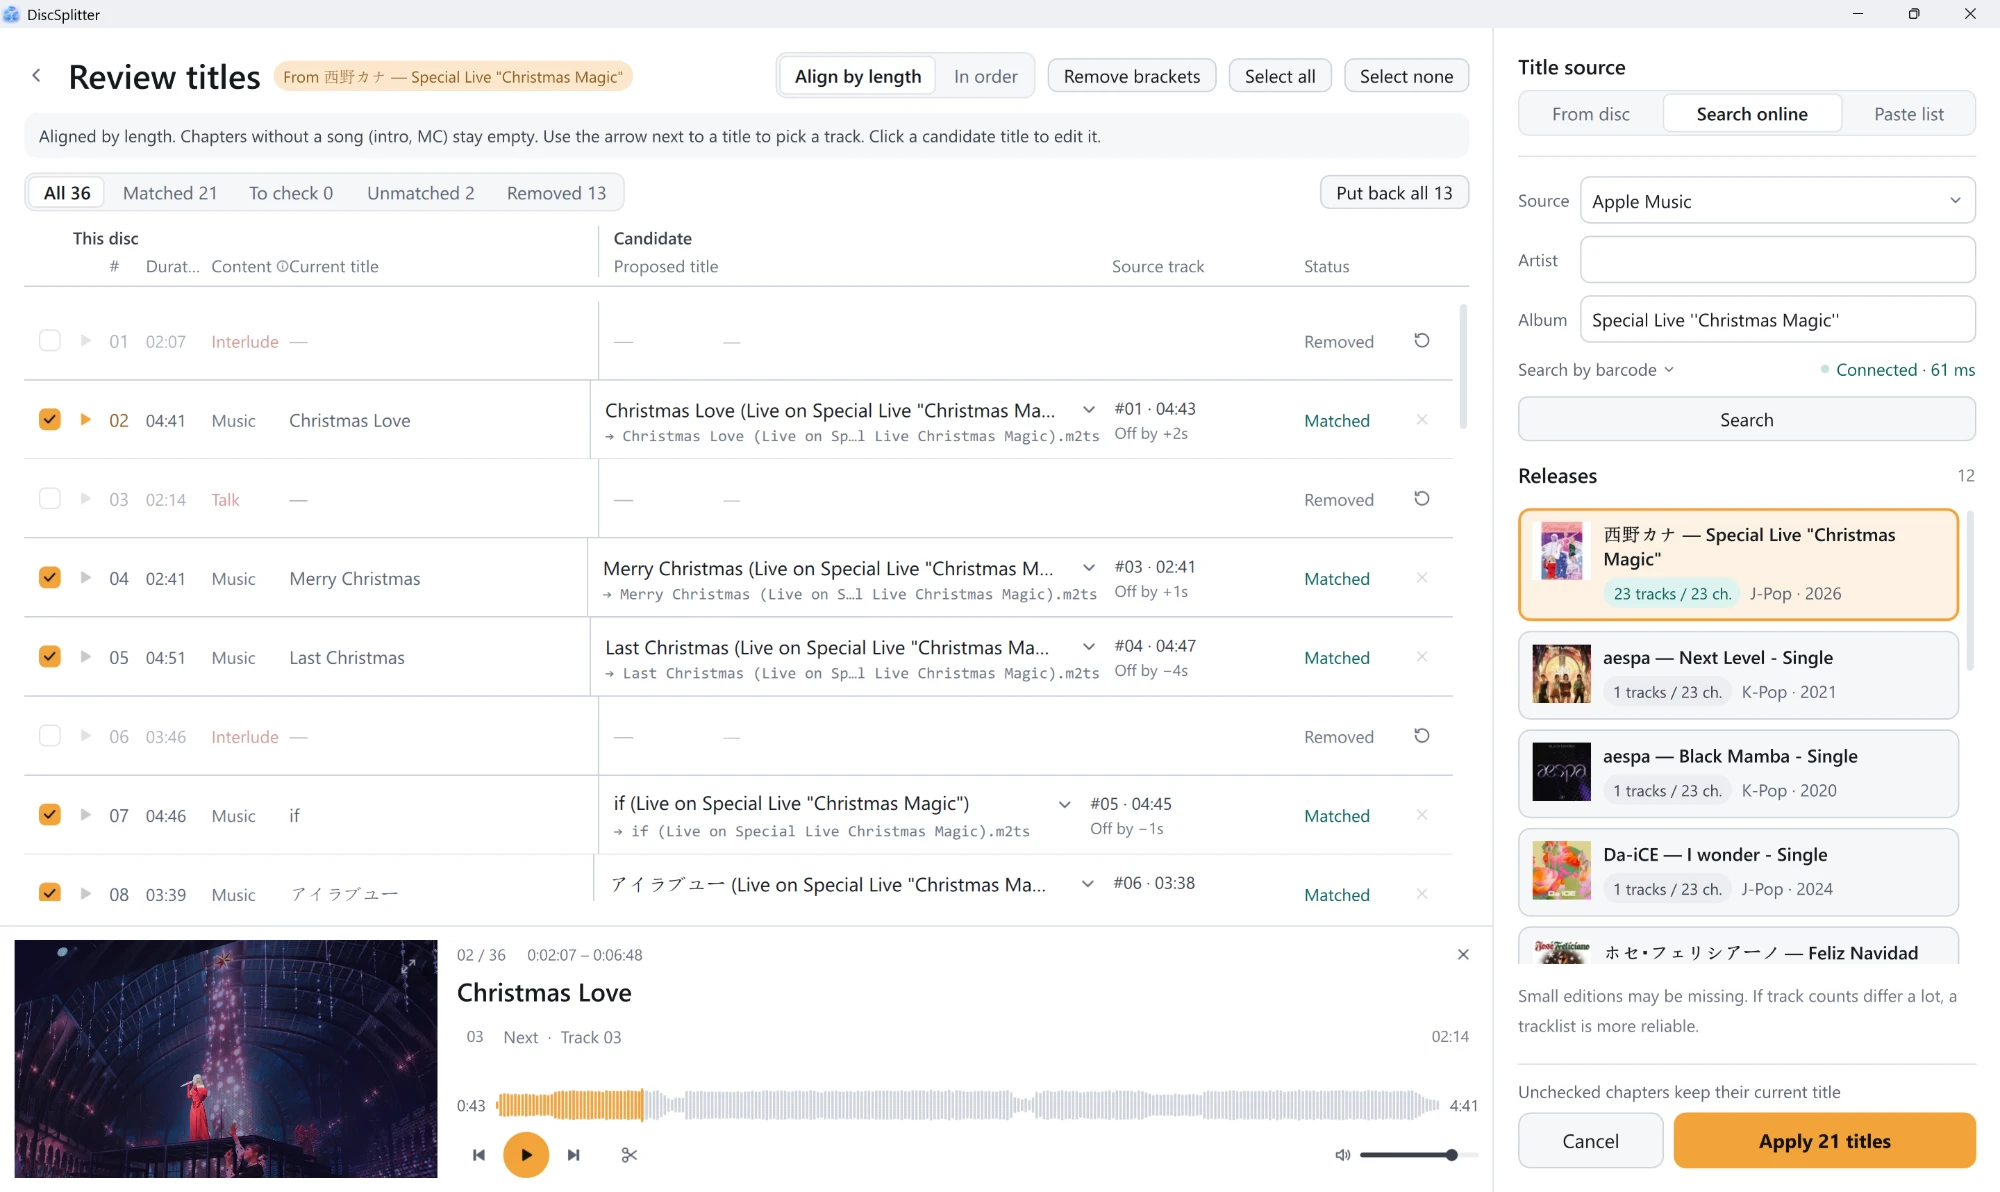 DiscSplitter
Review titles
From 西野カナ — Special Live "Christmas Magic"
Align by length
In order
Remove brackets
Select all
Select none
Aligned by length. Chapters without a song (intro, MC) stay empty. Use the arrow next to a title to pick a track. Click a candidate title to edit it.
All 36
Matched 21
To check 0
Unmatched 2
Removed 13
Put back all 13
This disc
Candidate
# Durat... Content Current title
Proposed title
Source track
Status
01 02:07 Interlude —
— —
Removed
02 04:41 Music Christmas Love
Christmas Love (Live on Special Live "Christmas Ma...
→ Christmas Love (Live on Sp…l Live Christmas Magic).m2ts
#01 · 04:43
Off by +2s
Matched
03 02:14 Talk —
— —
Removed
04 02:41 Music Merry Christmas
Merry Christmas (Live on Special Live "Christmas M...
→ Merry Christmas (Live on S…l Live Christmas Magic).m2ts
#03 · 02:41
Off by +1s
Matched
05 04:51 Music Last Christmas
Last Christmas (Live on Special Live "Christmas Ma...
→ Last Christmas (Live on Sp…l Live Christmas Magic).m2ts
#04 · 04:47
Off by −4s
Matched
06 03:46 Interlude —
— —
Removed
07 04:46 Music if
if (Live on Special Live "Christmas Magic")
→ if (Live on Special Live Christmas Magic).m2ts
#05 · 04:45
Off by −1s
Matched
08 03:39 Music アイラブユー
アイラブユー (Live on Special Live "Christmas Ma...
#06 · 03:38
Matched
02 / 36 0:02:07 – 0:06:48
Christmas Love
03 Next · Track 03
02:14
0:43
4:41
Title source
From disc
Search online
Paste list
Source
Apple Music
Artist
Album
Special Live ''Christmas Magic''
Search by barcode
Connected · 61 ms
Search
Releases
12
西野カナ — Special Live "Christmas
Magic"
23 tracks / 23 ch. J-Pop · 2026
aespa — Next Level - Single
1 tracks / 23 ch. K-Pop · 2021
aespa
aespa — Black Mamba - Single
1 tracks / 23 ch. K-Pop · 2020
Da-iCE
Da-iCE — I wonder - Single
1 tracks / 23 ch. J-Pop · 2024
José Feliciano
ホセ・フェリシアーノ — Feliz Navidad
Small editions may be missing. If track counts differ a lot, a
tracklist is more reliable.
Unchecked chapters keep their current title
Cancel
Apply 21 titles